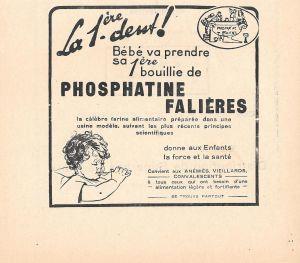 La 1ère dent!
Bébé va prendre
sa 1ère
bouillie de
PHOSPHATINE
FALIÈRES
la célèbre farine alimentaire préparée dans une
usine modèle, suivant les plus récents principes
scientifiques
donne aux Enfants
la force et la santé
Convient aux ANÉMIÉS, VIEILLARDS,
CONVALESCENTS
& tous ceux qui ont besoin d'une
alimentation légère et fortifiante
SE TROUVE PARTOUT